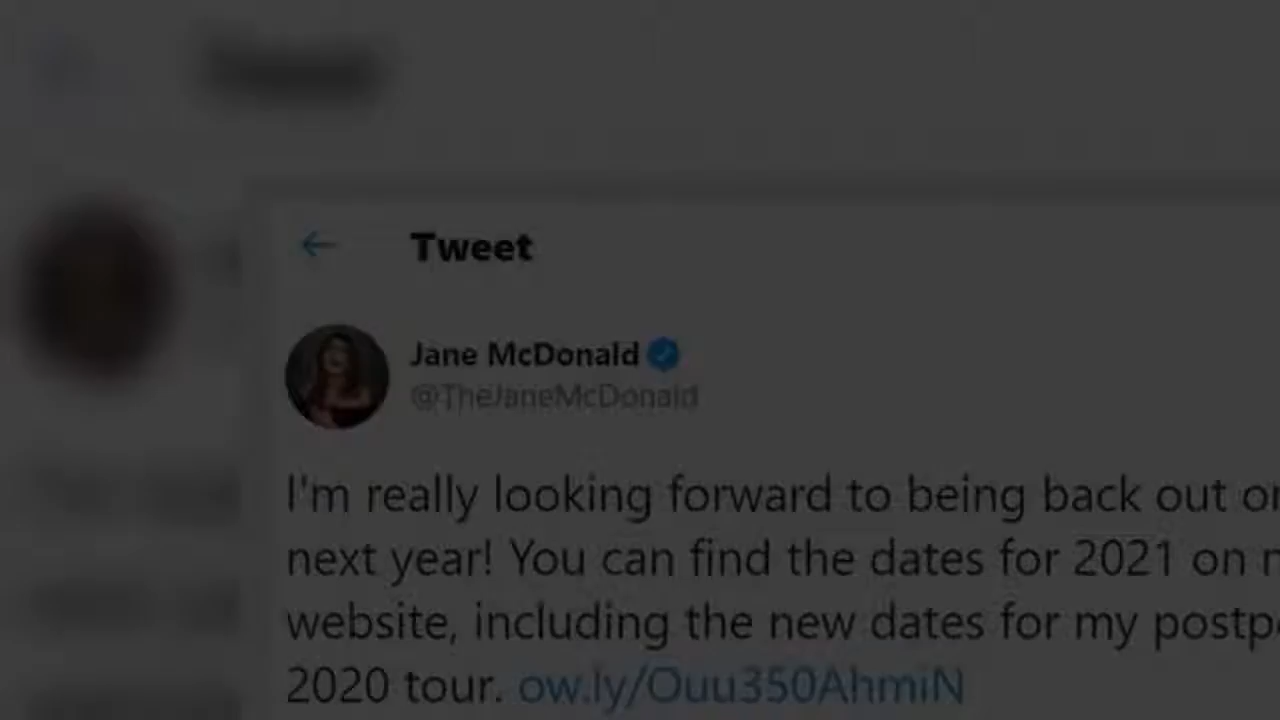 Tweet
Jane McDonald
@TheJaneMcDonald
I'm really looking forward to being back out
next year! You can find the dates for 2021 on
website, including the new dates for my
2020 tour. ow.ly/Ouu350AhmiN